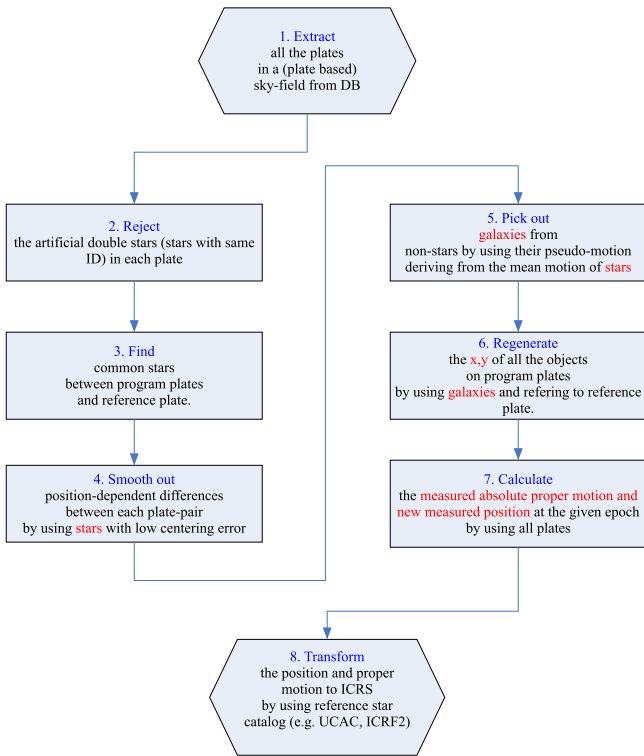 1. Extract
all the plates
in a (plate based)
sky-field from DB
2. Reject
the artificial double stars (stars with same
ID) in each plate
3. Find
common stars
between program plates
and reference plate.
4. Smooth out
position-dependent differences
between each plate-pair
by using stars with low centering error
5. Pick out
galaxies from
non-stars by using their pseudo-motion
deriving from the mean motion of stars
6. Regenerate
the x,y of all the objects
on program plates
by using galaxies and refering to reference
plate.
7. Calculate
the measured absolute proper motion and
new measured position at the given epoch
by using all plates
8. Transform
the position and proper
motion to ICRS
by using reference star
catalog (e.g. UCAC, ICRF2)